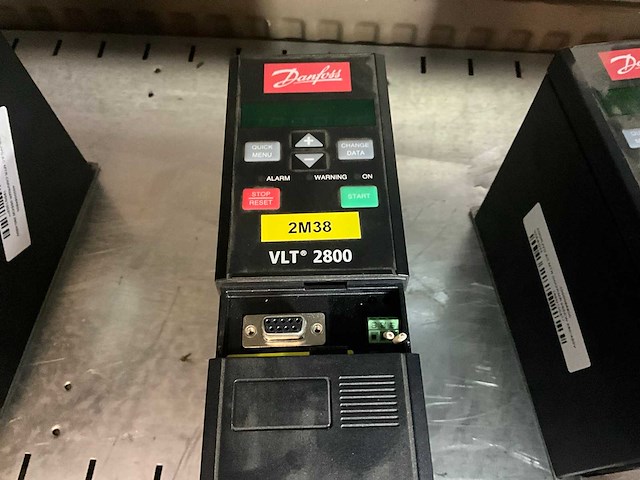 Danfoss
QUICK
MENU
+
-
CHANGE
DATA
ALARM
WARNING
ON
STOP
RESET
START
2M38
VLT® 2800